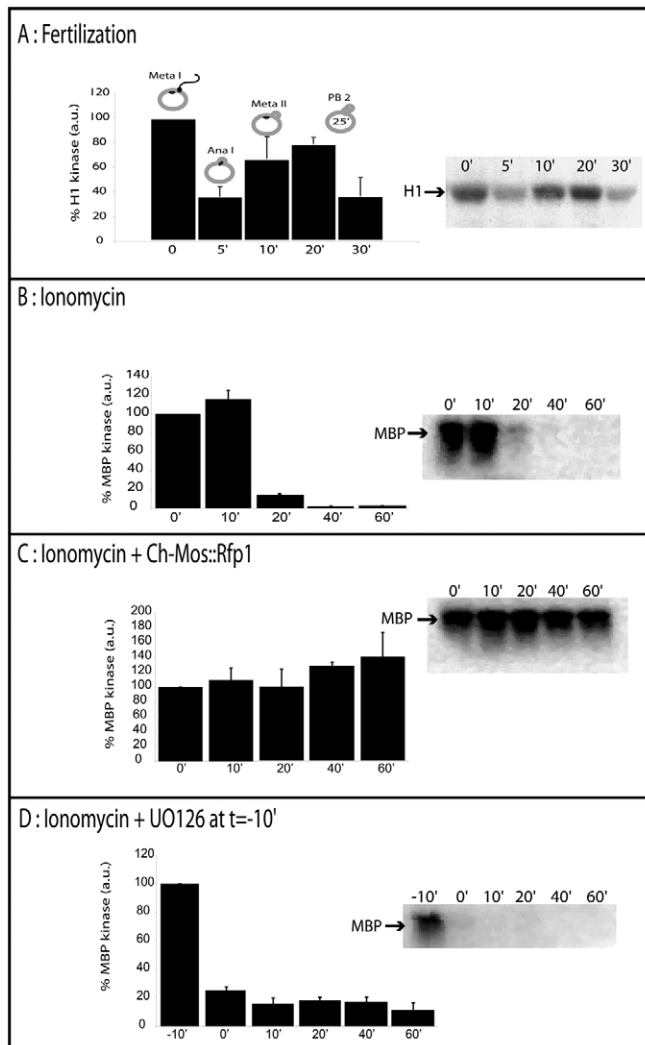 A : Fertilization
Meta I
Meta II
PB 2
25'
Ana I
% H1 kinase (a.u.)
120
100
80
60
40
20
0
0 5' 10' 20' 30'
0' 5' 10' 20' 30'
H1
B : Ionomycin
% MBP kinase (a.u.)
140
120
100
80
60
40
20
0
0' 10' 20' 40' 60'
0' 10' 20' 40' 60'
MBP
C : Ionomycin + Ch-Mos::Rfp1
% MBP kinase (a.u.)
200
180
160
140
120
100
80
60
40
20
0
0' 10' 20' 40' 60'
0' 10' 20' 40' 60'
MBP
D : Ionomycin + UO126 at t=-10'
% MBP kinase (a.u.)
120
100
80
60
40
20
0
-10' 0' 10' 20' 40' 60'
-10' 0' 10' 20' 40' 60'
MBP